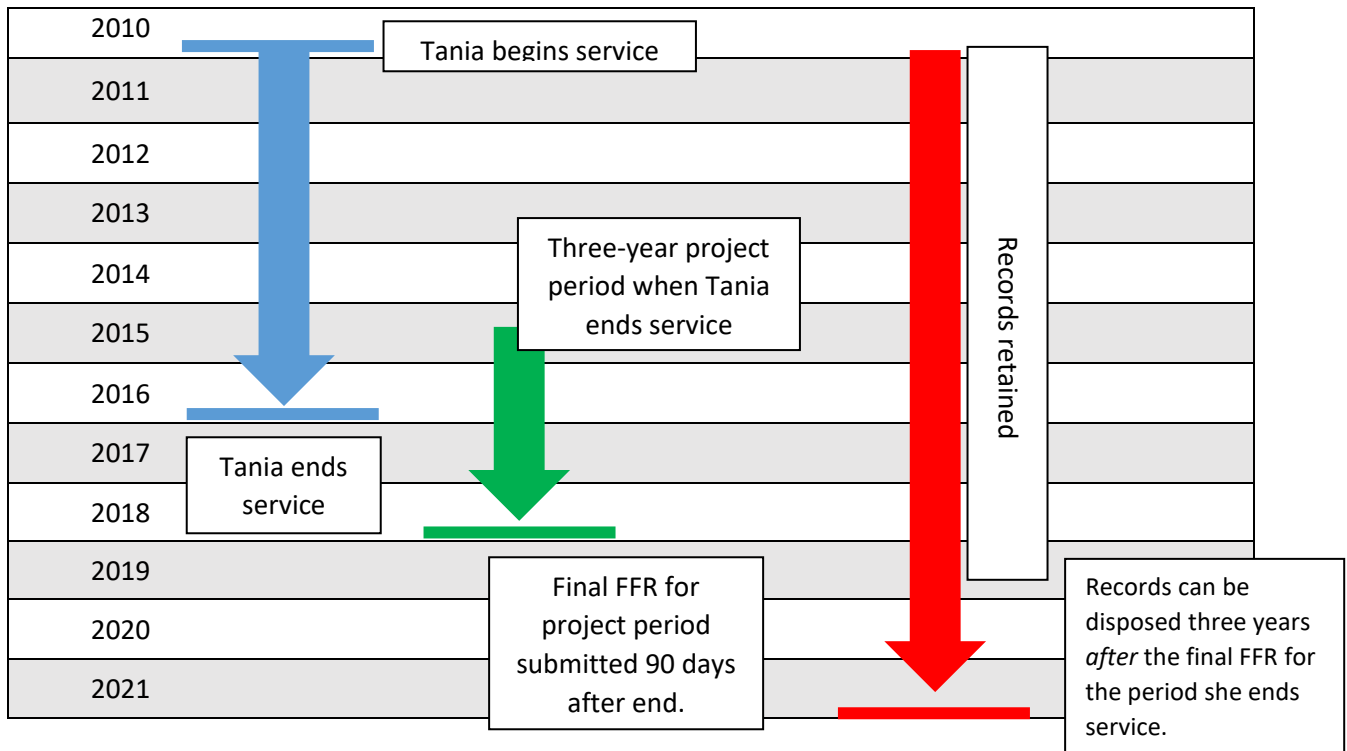 2010
Tania begins service
2011
2012
2013
2014
2015
2016
2017
2018
2019
2020
2021
Three-year project
period when Tania
ends service
Records retained
Tania ends
service
Final FFR for
project period
submitted 90 days
after end.
Records can be
disposed three years
after the final FFR for
the period she ends
service.